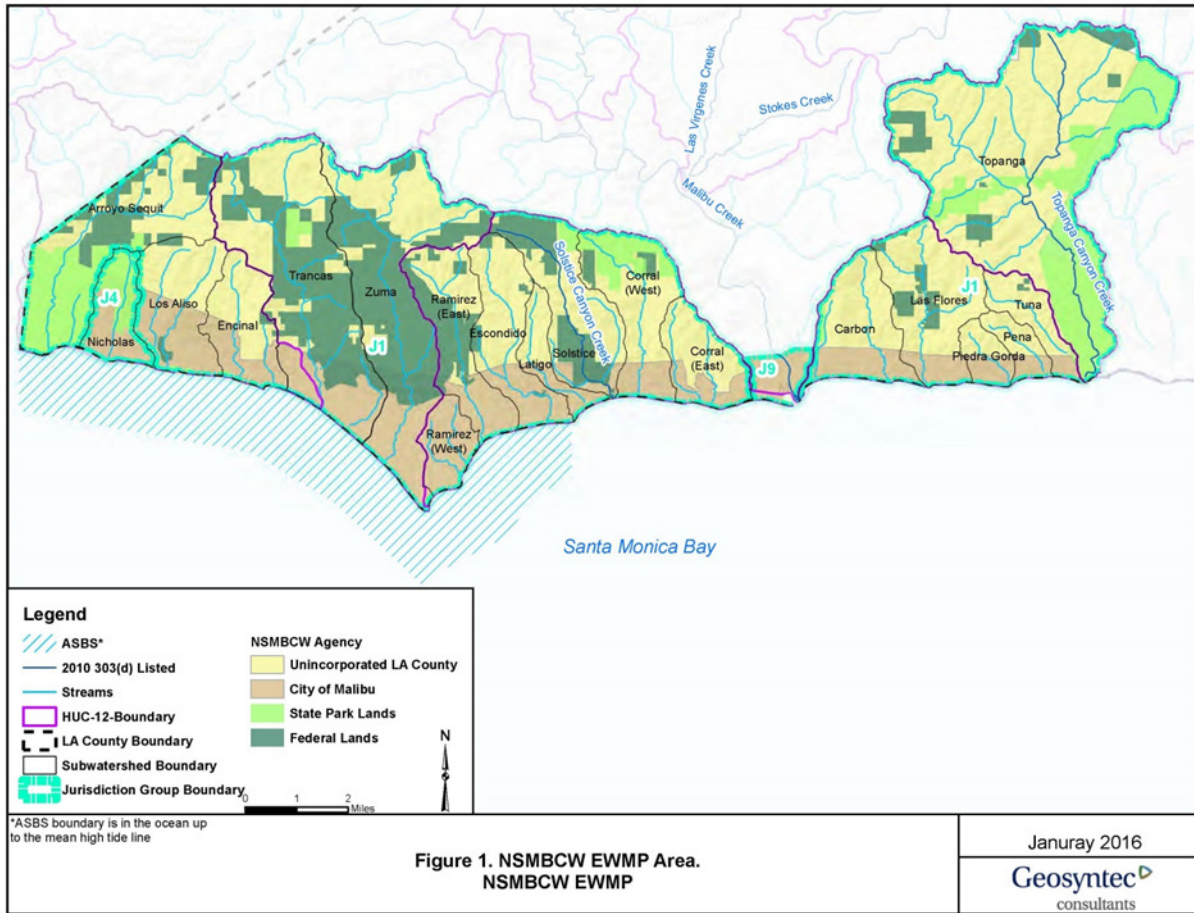 Las Virgenes Creek
Stokes Creek
Malibu Creek
Topanga
Topanga Canyon Creek
Arroyo Sequit
J4
Nicholas
Los Aliso
Encinal
Trancas
Zuma
J1
Ramirez
(East)
Ramirez
(West)
Escondido
Latigo
Solstice
Solstice Canyon Creek
Corral
(West)
Corral
(East)
J9
Carbon
Las Flores
J1
Tuna
Pena
Piedra Gorda
Santa Monica Bay
Legend
ASBS*
2010 303(d) Listed
Streams
HUC-12-Boundary
LA County Boundary
Subwatershed Boundary
Jurisdiction Group Boundary
NSMBCW Agency
Unincorporated LA County
City of Malibu
State Park Lands
Federal Lands
N
0 1 2
Miles
*ASBS boundary is in the ocean up
to the mean high tide line
Figure 1. NSMBCW EWMP Area.
NSMBCW EWMP
Januray 2016
Geosyntec
consultants